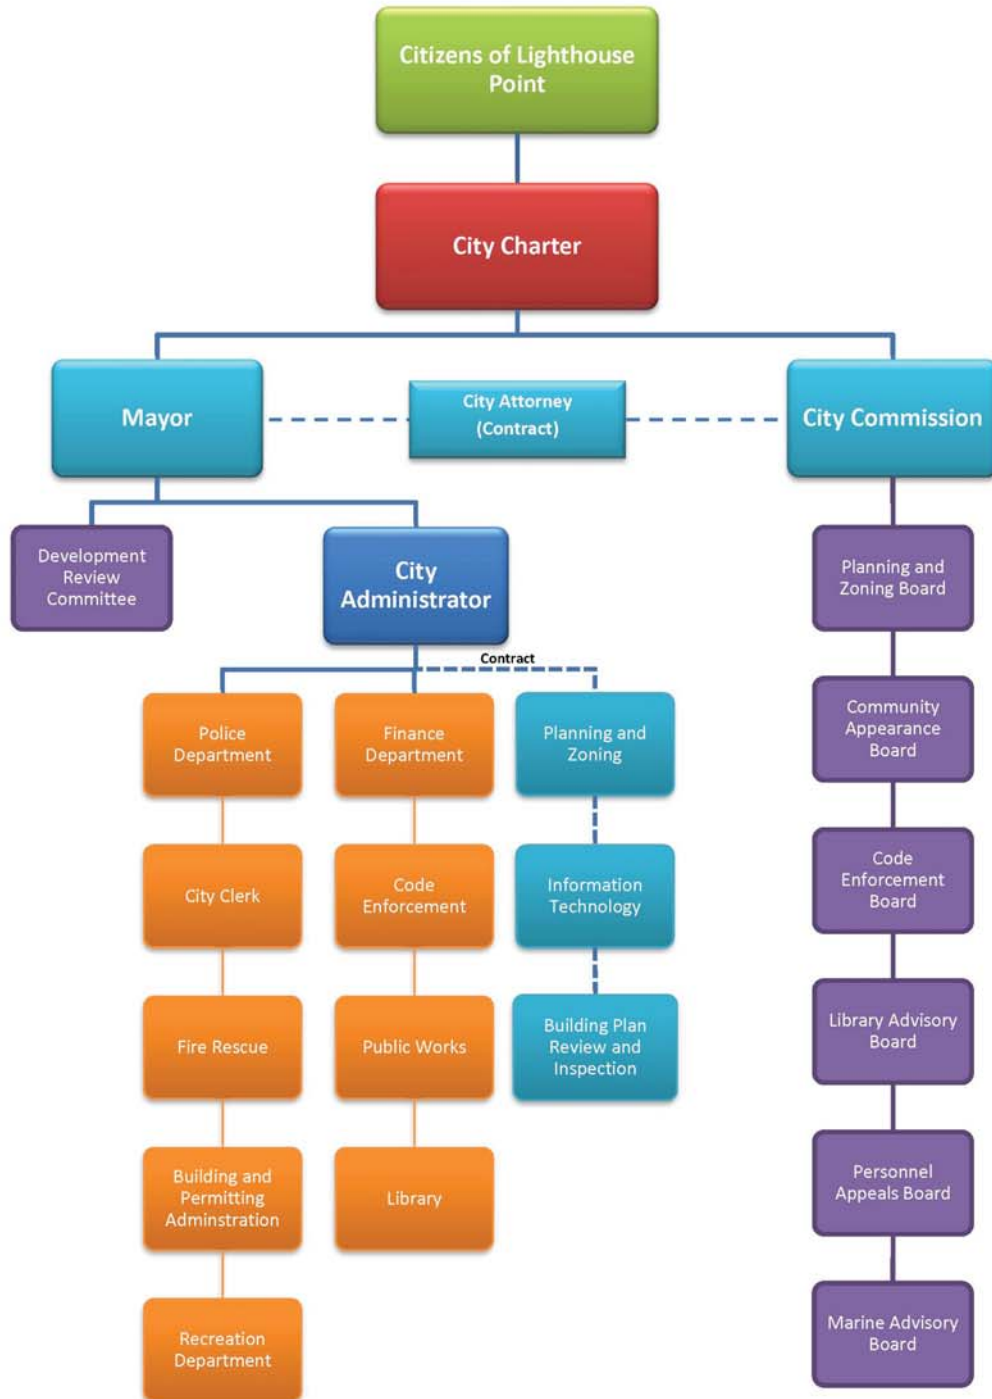 Citizens of Lighthouse
Point
City Charter
Mayor
City Attorney
(Contract)
City Commission
Development
Review
Committee
City
Administrator
Planning and
Zoning Board
Contract
Police
Department
Finance
Department
Planning and
Zoning
Community
Appearance
Board
City Clerk
Code
Enforcement
Information
Technology
Code
Enforcement
Board
Fire Rescue
Public Works
Building Plan
Review and
Inspection
Library Advisory
Board
Building and
Permitting
Adminstration
Library
Personnel
Appeals Board
Recreation
Department
Marine Advisory
Board